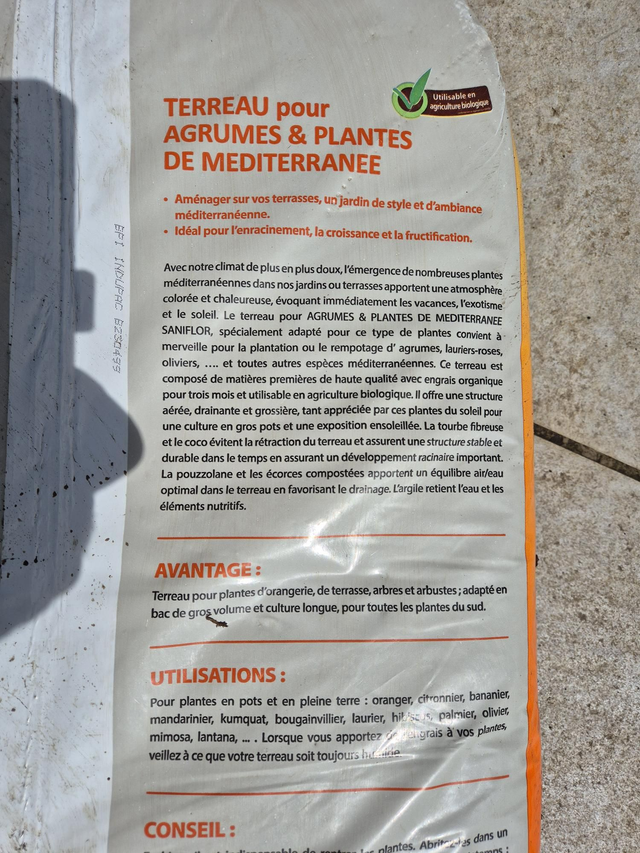 Utilisable en
agriculture biologique
TERREAU pour
AGRUMES & PLANTES
DE MEDITERRANEE
• Aménager sur vos terrasses, un jardin de style et d'ambiance
méditerranéenne.
• Idéal pour l'enracinement, la croissance et la fructification.
EPI INDUPAC B230499
Avec notre climat de plus en plus doux, l'émergence de nombreuses plantes
méditerranéennes dans nos jardins ou terrasses apportent une atmosphère
colorée et chaleureuse, évoquant immédiatement les vacances, l'exotisme
et le soleil. Le terreau pour AGRUMES & PLANTES DE MEDITERRANEE
SANIFLOR, spécialement adapté pour ce type de plantes convient à
merveille pour la plantation ou le rempotage d' agrumes, lauriers-roses,
oliviers, .... et toutes autres espèces méditerranéennes. Ce terreau est
composé de matières premières de haute qualité avec engrais organique
pour trois mois et utilisable en agriculture biologique. Il offre une structure
aérée, drainante et grossière, tant appréciée par ces plantes du soleil pour
une culture en gros pots et une exposition ensoleillée. La tourbe fibreuse
et le coco évitent la rétraction du terreau et assurent une structure stable et
durable dans le temps en assurant un développement racinaire important.
La pouzzolane et les écorces compostées apportent un équilibre air/eau
optimal dans le terreau en favorisant le drainage. L'argile retient l'eau et les
éléments nutritifs.
AVANTAGE :
Terreau pour plantes d'orangerie, de terrasse, arbres et arbustes ; adapté en
bac de gros volume et culture longue, pour toutes les plantes du sud.
UTILISATIONS :
Pour plantes en pots et en pleine terre : oranger, citronnier, bananier,
mandarinier, kumquat, bougainvillier, laurier, hibiscus, palmier, olivier,
mimosa, lantana, ... . Lorsque vous apportez de l'engrais à vos plantes,
veillez à ce que votre terreau soit toujours humide.
CONSEIL :
plantes. Abritez-les dans un